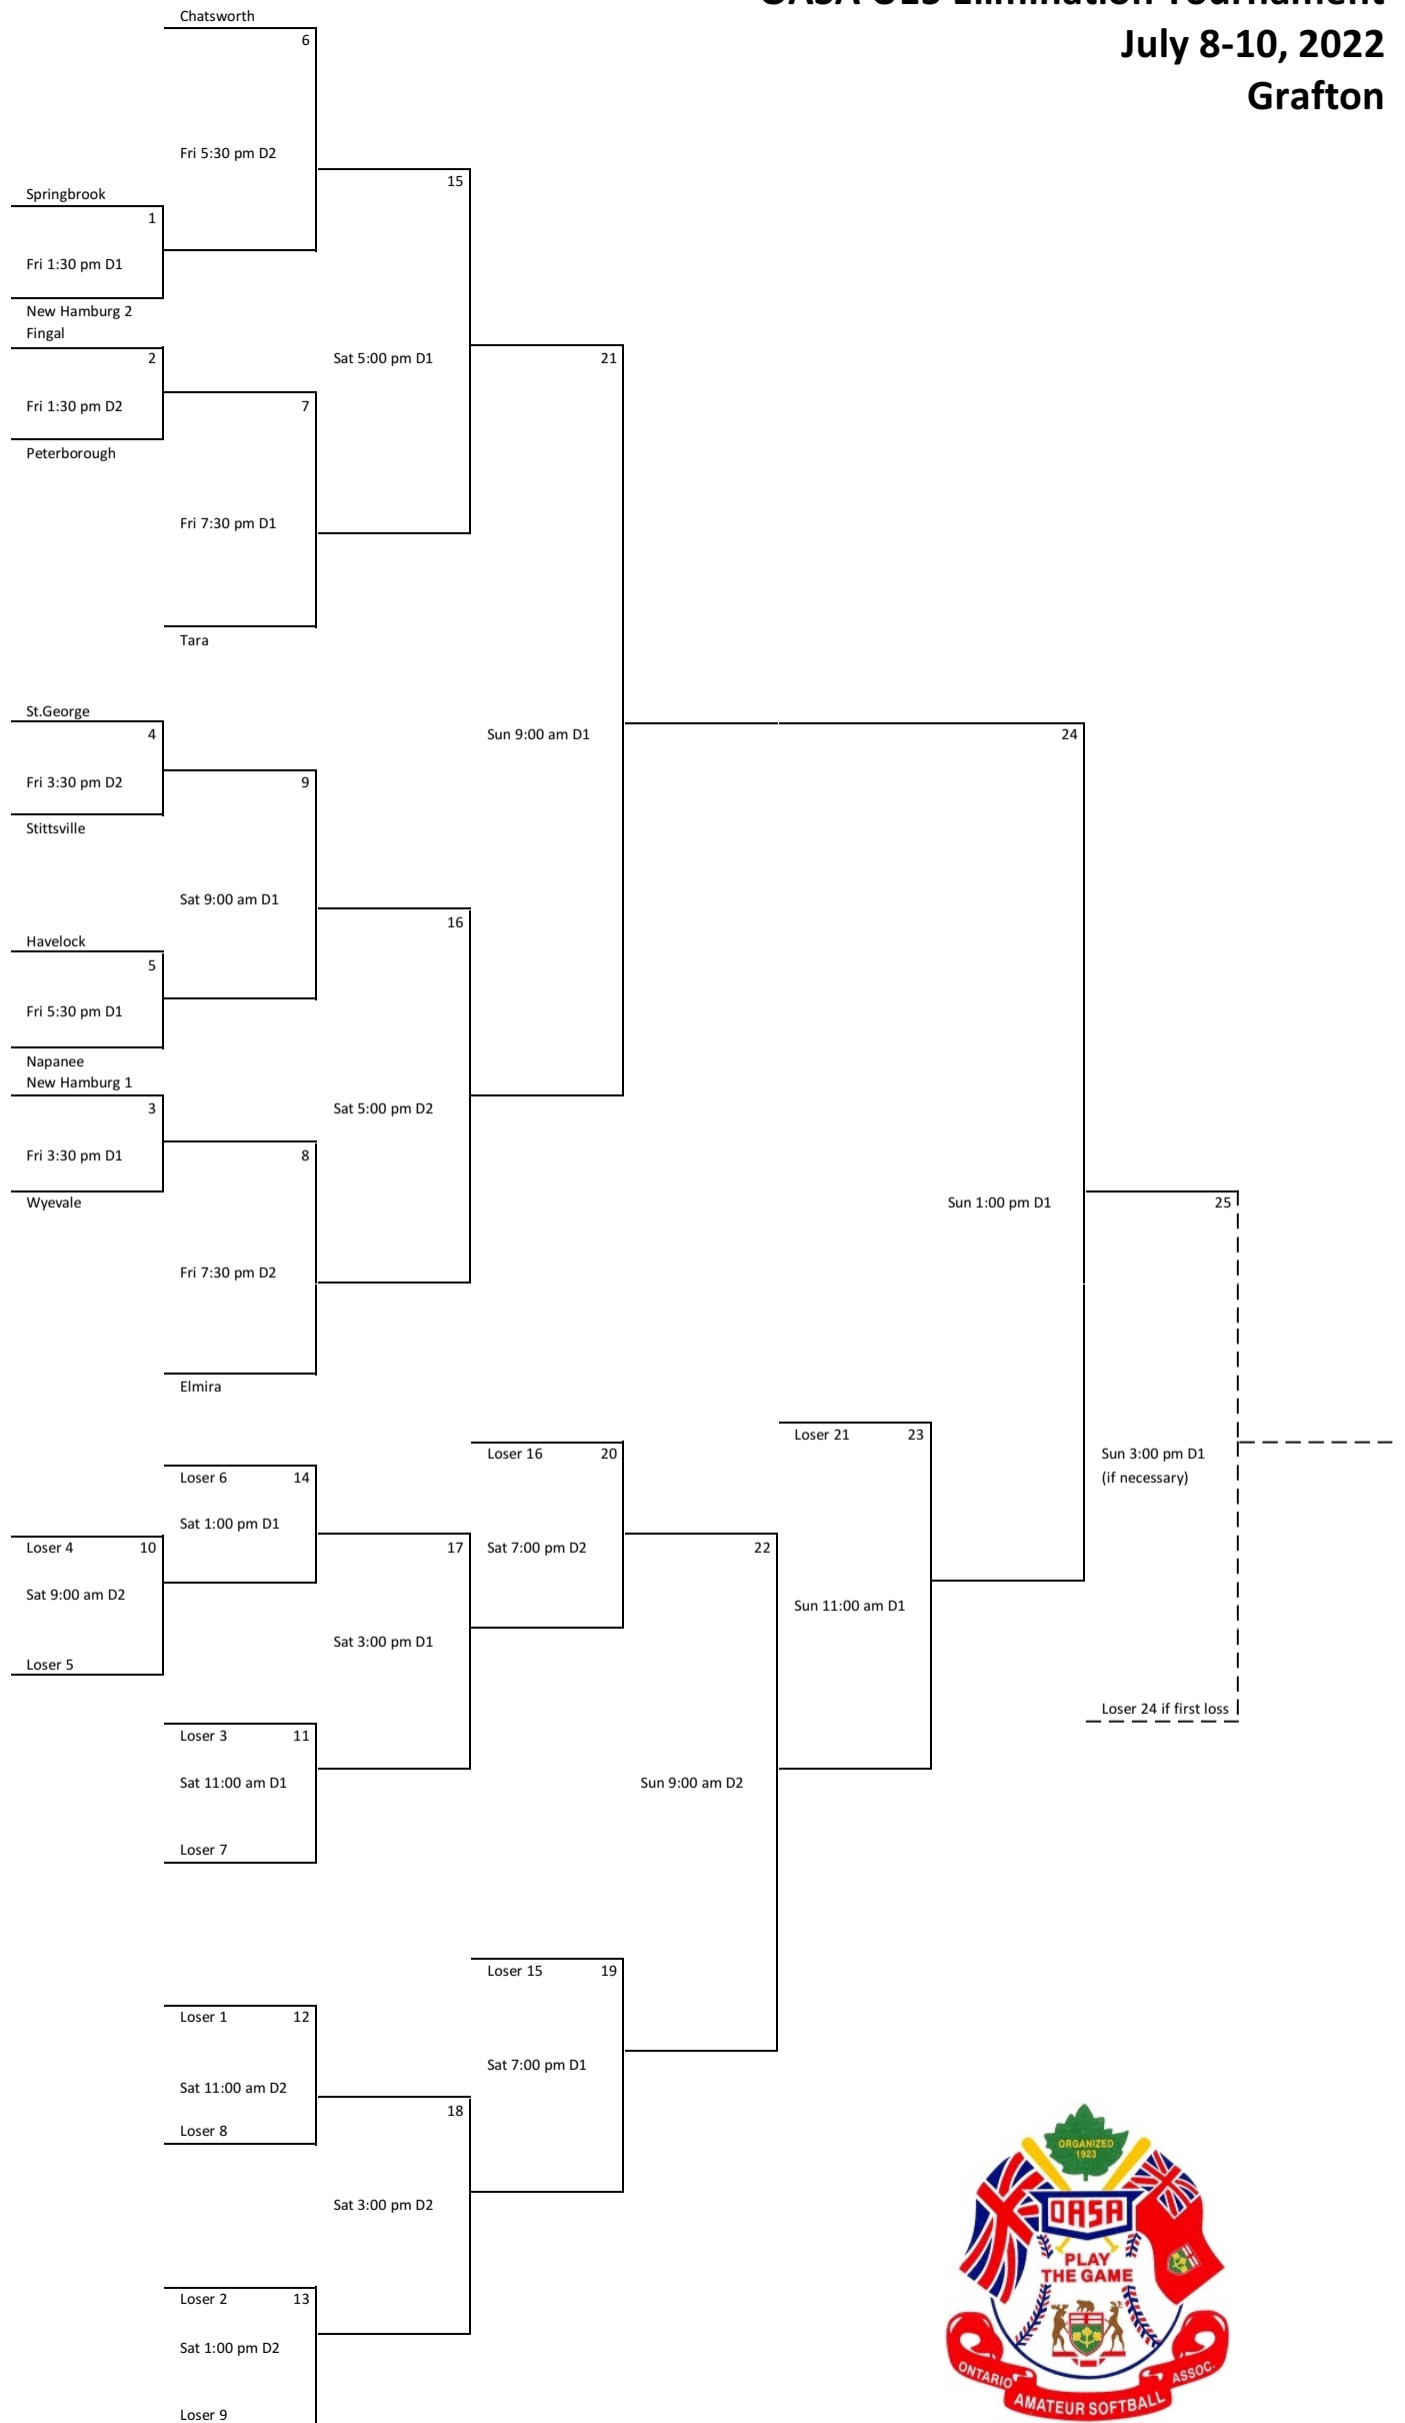 OASA U15 Elimination Tournament
July 8-10, 2022
Grafton
Chatsworth
6
Fri 5:30 pm D2
15
Springbrook
1
Fri 1:30 pm D1
New Hamburg 2
Fingal
2
Sat 5:00 pm D1
21
Fri 1:30 pm D2
7
Peterborough
Fri 7:30 pm D1
Tara
St.George
4
Sun 9:00 am D1
24
Fri 3:30 pm D2
9
Stittsville
Sat 9:00 am D1
16
Havelock
5
Fri 5:30 pm D1
Napanee
New Hamburg 1
3
Sat 5:00 pm D2
Fri 3:30 pm D1
8
Wyevale
Sun 1:00 pm D1
25
Fri 7:30 pm D2
Elmira
Loser 21 23
Loser 16 20
Sun 3:00 pm D1
(if necessary)
Loser 6 14
Sat 1:00 pm D1
Loser 4 10
17
Sat 7:00 pm D2
22
Sat 9:00 am D2
Sun 11:00 am D1
Sat 3:00 pm D1
Loser 5
Loser 24 if first loss
Loser 3 11
Sat 11:00 am D1
Sun 9:00 am D2
Loser 7
Loser 15 19
Loser 1 12
Sat 7:00 pm D1
Sat 11:00 am D2
18
Loser 8
Sat 3:00 pm D2
Loser 2 13
Sat 1:00 pm D2
Loser 9
ORGANIZED
1923
OASA
PLAY
THE GAME
ONTARIO
AMATEUR SOFTBALL
ASSOC.